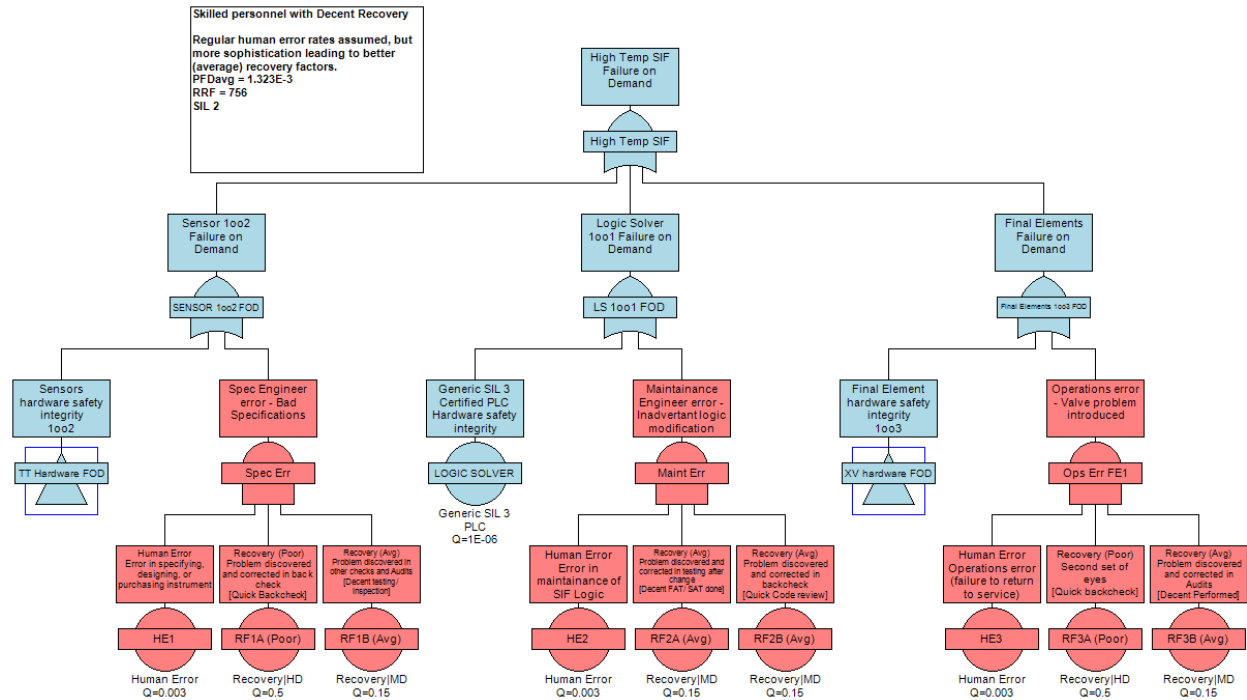 Skilled personnel with Decent Recovery
Regular human error rates assumed, but
more sophistication leading to better
(average) recovery factors.
PFDavg = 1.323E-3
RRF = 756
SIL 2
High Temp SIF
Failure on
Demand
High Temp SIF
Sensor 1oo2
Failure on
Demand
SENSOR 1oo2 FOD
Logic Solver
1oo1 Failure on
Demand
LS 1oo1 FOD
Final Elements
Failure on
Demand
Final Elements 1oo3 FOD
Sensors
hardware safety
integrity
1oo2
TT Hardware FOD
Spec Engineer
error - Bad
Specifications
Spec Err
Generic SIL 3
Certified PLC
Hardware safety
integrity
LOGIC SOLVER
Generic SIL 3
PLC
Q=1E-06
Maintainance
Engineer error -
Inadvertant logic
modification
Maint Err
Final Element
hardware safety
integrity
1oo3
XV hardware FOD
Operations error
- Valve problem
introduced
Ops Err FE1
Human Error
Error in specifying,
designing, or
purchasing instrument
HE1
Human Error
Q=0.003
Recovery (Poor)
Problem discovered
and corrected in back
check
[Quick Backcheck]
RF1A (Poor)
Recovery|HD
Q=0.5
Recovery (Avg)
Problem discovered in
other checks and Audits
[Decent testing /
inspection]
RF1B (Avg)
Recovery|MD
Q=0.15
Human Error
Error in
maintainance of
SIF Logic
HE2
Human Error
Q=0.003
Recovery (Avg)
Problem discovered and
corrected in testing after
change
[Decent FAT/ SAT done]
RF2A (Avg)
Recovery|MD
Q=0.15
Recovery (Avg)
Problem discovered
and corrected in
backcheck
[Quick Code review]
RF2B (Avg)
Recovery|MD
Q=0.15
Human Error
Operations error
(failure to return
to service)
HE3
Human Error
Q=0.003
Recovery (Poor)
Second set of
eyes
[Quick backcheck]
RF3A (Poor)
Recovery|HD
Q=0.5
Recovery (Avg)
Problem discovered
and corrected in
Audits
[Decent Performed]
RF3B (Avg)
Recovery|MD
Q=0.15